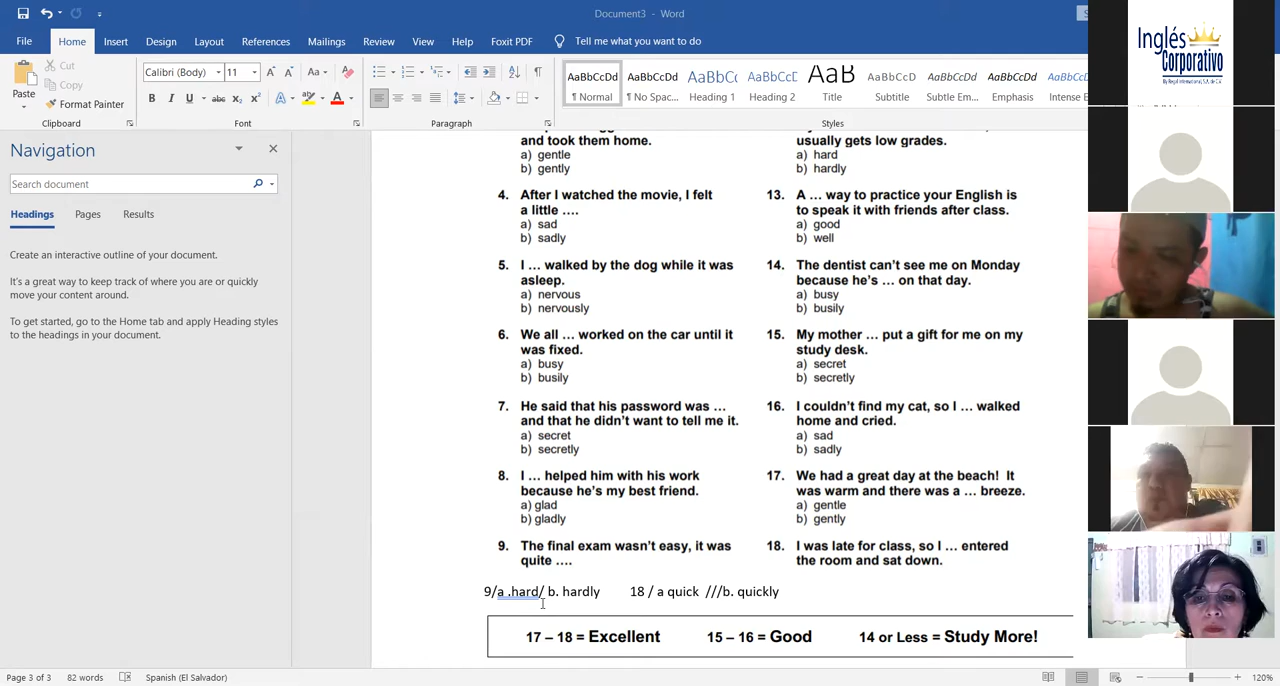 Document3 - Word
File Home Insert Design Layout References Mailings Review View Help Foxit PDF Tell me what you want to do
Paste
Cut
Copy
Format Painter
Clipboard
Calibri (Body) 11
Font
Paragraph
AaBbCcDd AaBbCcDd AaBbCc AaBbCcD AaB AaBbCcD AaBbCcDd AaBbCcDd AaBbCcDd
¶ Normal ¶ No Spac... Heading 1 Heading 2 Title Subtitle Subtle Em... Emphasis Intense E
Styles
Navigation
Search document
Headings Pages Results
Create an interactive outline of your document.
It's a great way to keep track of where you are or quickly
move your content around.
To get started, go to the Home tab and apply Heading styles
to the headings in your document.
and took them home.
a) gentle
b) gently
4. After I watched the movie, I felt
a little ….
a) sad
b) sadly
5. I … walked by the dog while it was
asleep.
a) nervous
b) nervously
6. We all … worked on the car until it
was fixed.
a) busy
b) busily
7. He said that his password was …
and that he didn't want to tell me it.
a) secret
b) secretly
8. I … helped him with his work
because he's my best friend.
a) glad
b) gladly
9. The final exam wasn't easy, it was
quite ….
usually gets low grades.
a) hard
b) hardly
13. A … way to practice your English is
to speak it with friends after class.
a) good
b) well
14. The dentist can't see me on Monday
because he's … on that day.
a) busy
b) busily
15. My mother … put a gift for me on my
study desk.
a) secret
b) secretly
16. I couldn't find my cat, so I … walked
home and cried.
a) sad
b) sadly
17. We had a great day at the beach! It
was warm and there was a … breeze.
a) gentle
b) gently
18. I was late for class, so I … entered
the room and sat down.
9/a .hard/ b. hardly 18 / a quick ///b. quickly
17 – 18 = Excellent 15 – 16 = Good 14 or Less = Study More!
Page 3 of 3 82 words Spanish (El Salvador) 120%
Inglés
Corporativo